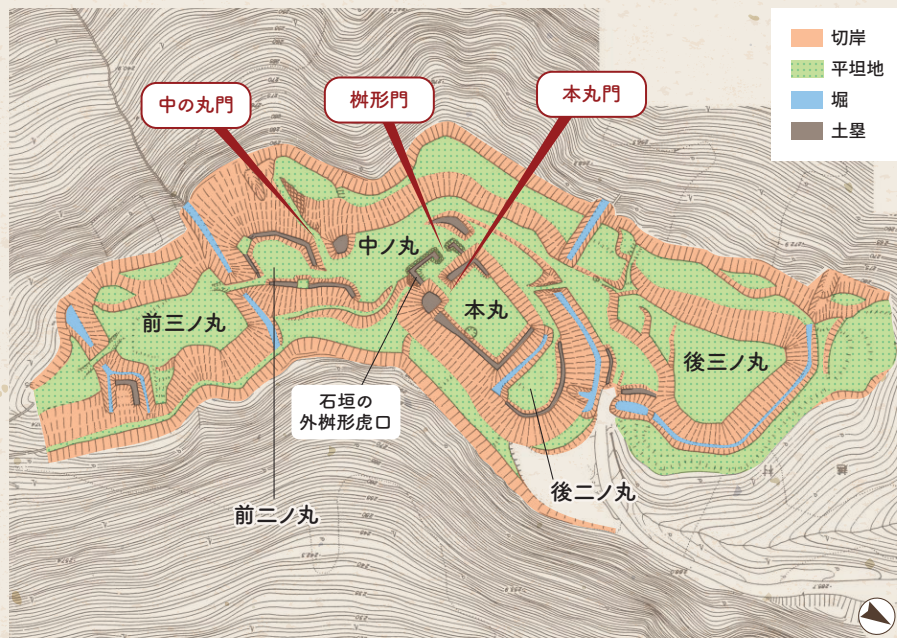 切岸
平坦地
堀
土塁
中の丸門
桝形門
本丸門
中ノ丸
前三ノ丸
本丸
後三ノ丸
石垣の
外桝形虎口
後二ノ丸
前二ノ丸